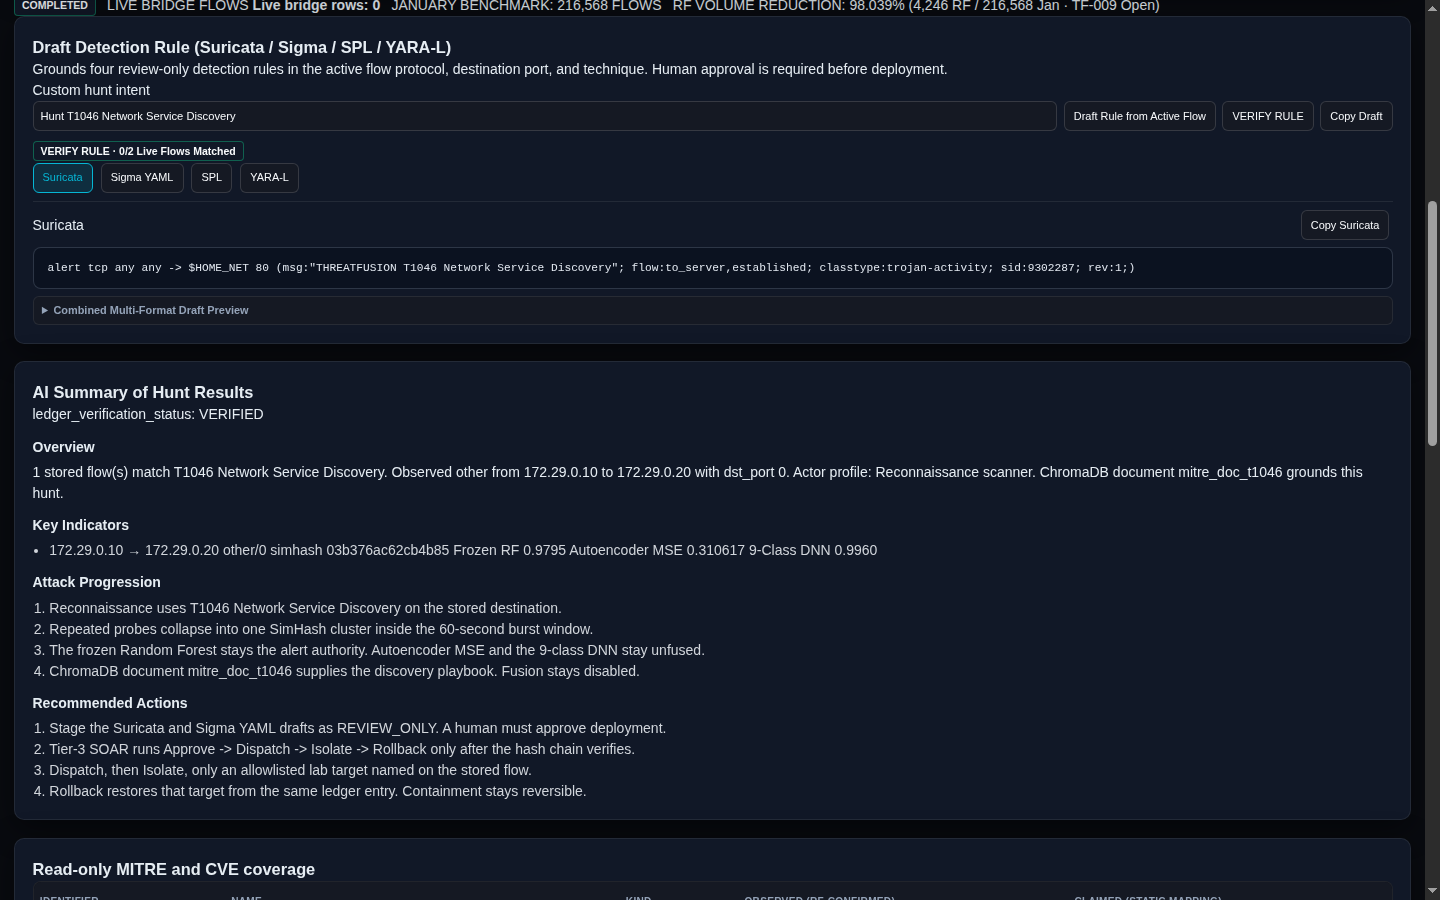 COMPLETED LIVE BRIDGE FLOWS Live bridge rows: 0 JANUARY BENCHMARK: 216,568 FLOWS RF VOLUME REDUCTION: 98.039% (4,246 RF / 216,568 Jan · TF-009 Open)
Draft Detection Rule (Suricata / Sigma / SPL / YARA-L)
Grounds four review-only detection rules in the active flow protocol, destination port, and technique. Human approval is required before deployment.
Custom hunt intent
Hunt T1046 Network Service Discovery Draft Rule from Active Flow VERIFY RULE Copy Draft
VERIFY RULE · 0/2 Live Flows Matched
Suricata Sigma YAML SPL YARA-L
Suricata Copy Suricata
alert tcp any any -> $HOME_NET 80 (msg:"THREATFUSION T1046 Network Service Discovery"; flow:to_server,established; classtype:trojan-activity; sid:9302287; rev:1;)
▶ Combined Multi-Format Draft Preview
AI Summary of Hunt Results
ledger_verification_status: VERIFIED
Overview
1 stored flow(s) match T1046 Network Service Discovery. Observed other from 172.29.0.10 to 172.29.0.20 with dst_port 0. Actor profile: Reconnaissance scanner. ChromaDB document mitre_doc_t1046 grounds this
hunt.
Key Indicators
• 172.29.0.10 → 172.29.0.20 other/0 simhash 03b376ac62cb4b85 Frozen RF 0.9795 Autoencoder MSE 0.310617 9-Class DNN 0.9960
Attack Progression
1. Reconnaissance uses T1046 Network Service Discovery on the stored destination.
2. Repeated probes collapse into one SimHash cluster inside the 60-second burst window.
3. The frozen Random Forest stays the alert authority. Autoencoder MSE and the 9-class DNN stay unfused.
4. ChromaDB document mitre_doc_t1046 supplies the discovery playbook. Fusion stays disabled.
Recommended Actions
1. Stage the Suricata and Sigma YAML drafts as REVIEW_ONLY. A human must approve deployment.
2. Tier-3 SOAR runs Approve -> Dispatch -> Isolate -> Rollback only after the hash chain verifies.
3. Dispatch, then Isolate, only an allowlisted lab target named on the stored flow.
4. Rollback restores that target from the same ledger entry. Containment stays reversible.
Read-only MITRE and CVE coverage
IDENTIFIER NAME KIND OBSERVED (RF-CONFIRMED) CLAIMED (STATIC MAPPING)